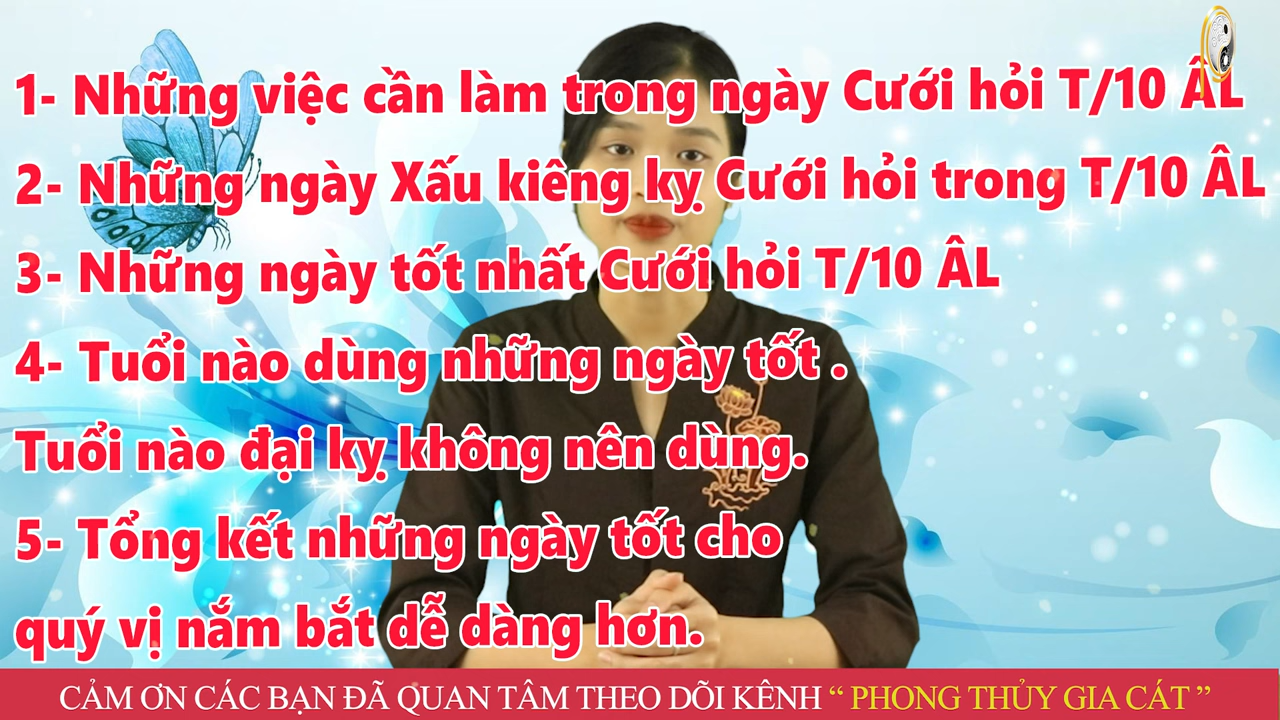 1- Những việc cần làm trong ngày Cưới hỏi T/10 ÂL
2- Những ngày Xấu kiêng kỵ Cưới hỏi trong T/10 ÂL
3- Những ngày tốt nhất Cưới hỏi T/10 ÂL
4- Tuổi nào dùng những ngày tốt .
Tuổi nào đại kỵ không nên dùng.
5- Tổng kết những ngày tốt cho
quý vị nắm bắt dễ dàng hơn.
CẢM ƠN CÁC BẠN ĐÃ QUAN TÂM THEO DÕI KÊNH “ PHONG THỦY GIA CÁT ”